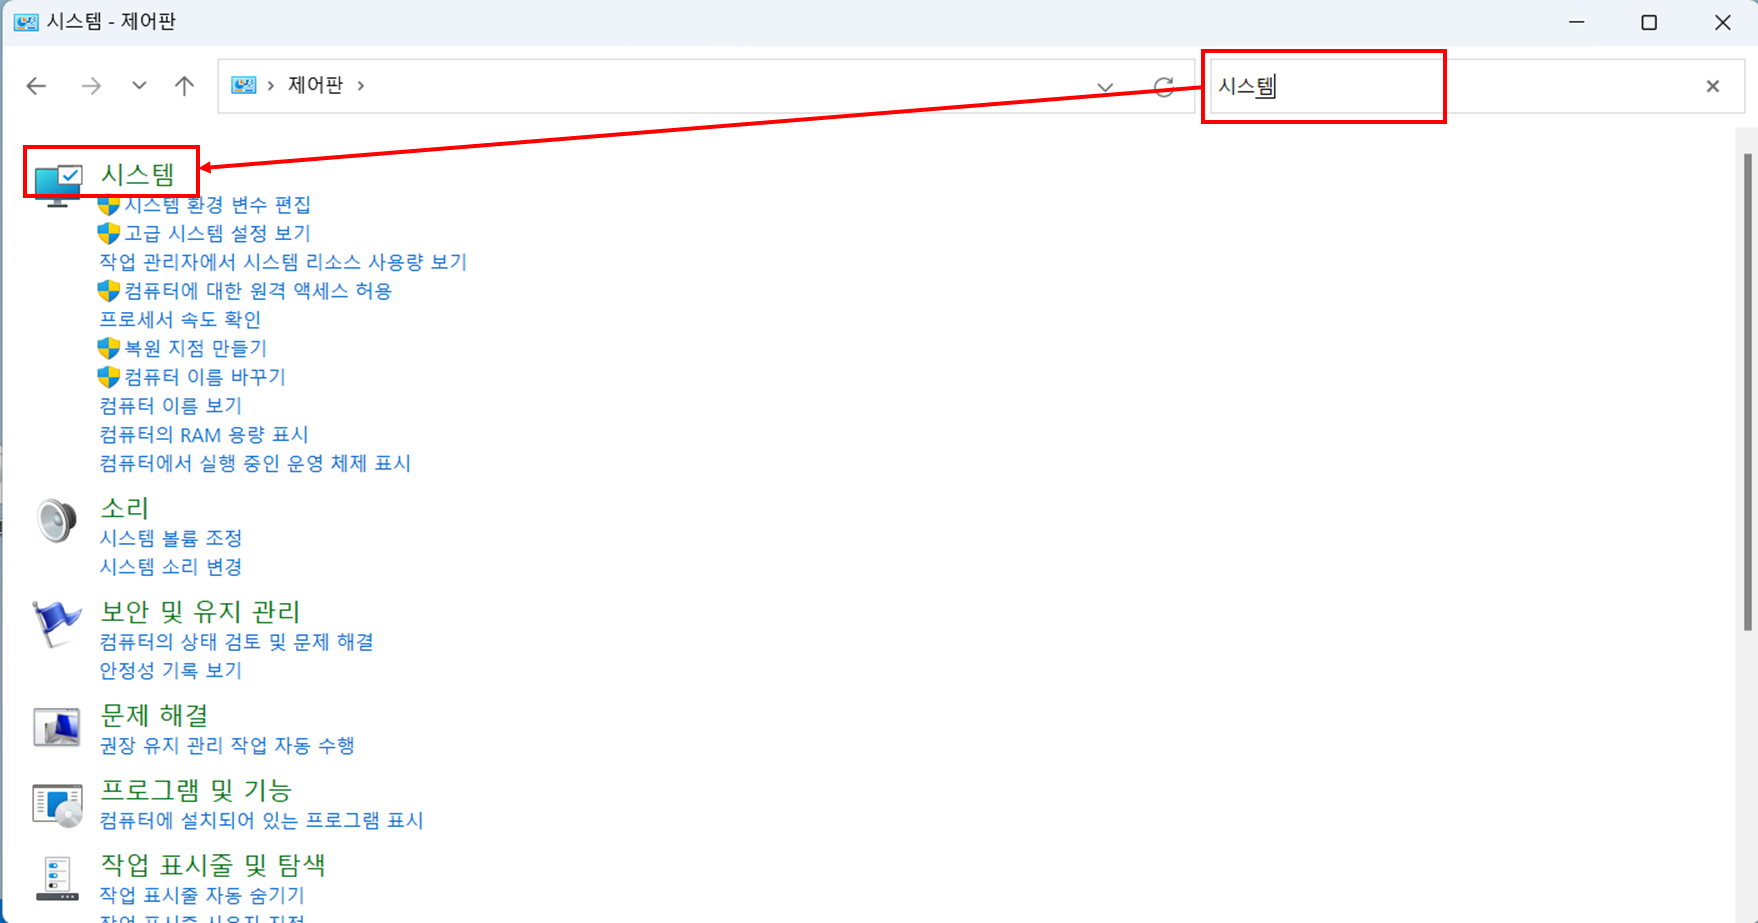 시스템 - 제어판
제어판
시스템
시스템
시스템 환경 변수 편집
고급 시스템 설정 보기
작업 관리자에서 시스템 리소스 사용량 보기
컴퓨터에 대한 원격 액세스 허용
프로세서 속도 확인
복원 지점 만들기
컴퓨터 이름 바꾸기
컴퓨터 이름 보기
컴퓨터의 RAM 용량 표시
컴퓨터에서 실행 중인 운영 체제 표시
소리
시스템 볼륨 조정
시스템 소리 변경
보안 및 유지 관리
컴퓨터의 상태 검토 및 문제 해결
안정성 기록 보기
문제 해결
권장 유지 관리 작업 자동 수행
프로그램 및 기능
컴퓨터에 설치되어 있는 프로그램 표시
작업 표시줄 및 탐색
작업 표시줄 자동 숨기기
작업 표시줄 사용자 지정